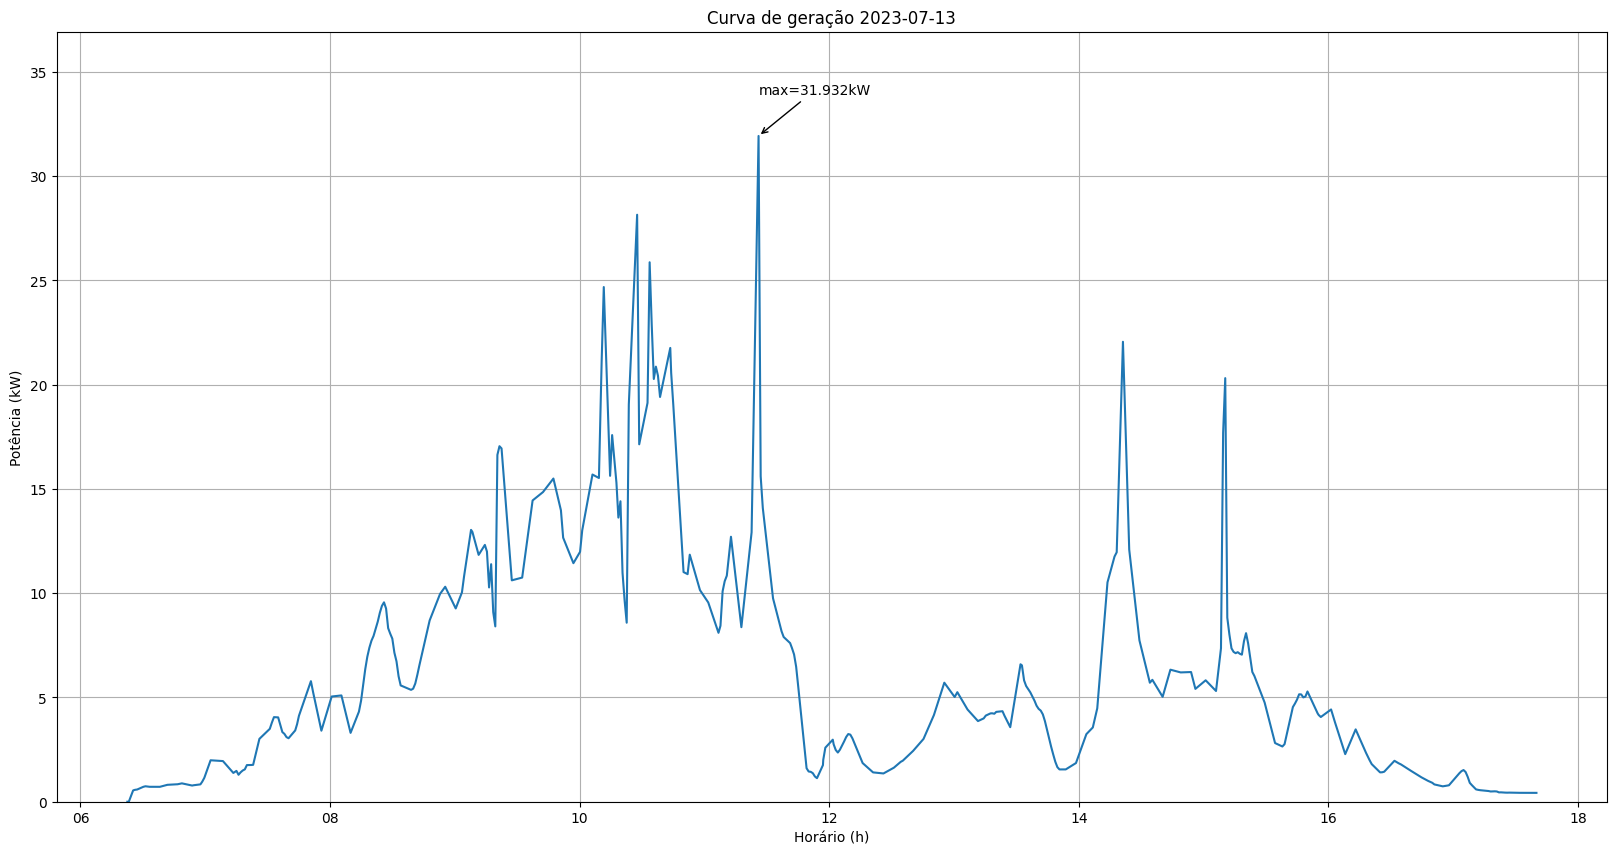 Curva de geração 2023-07-13
max=31.932kW
Potência (kW)
35
30
25
20
15
10
5
0
06 08 10 12 14 16 18
Horário (h)